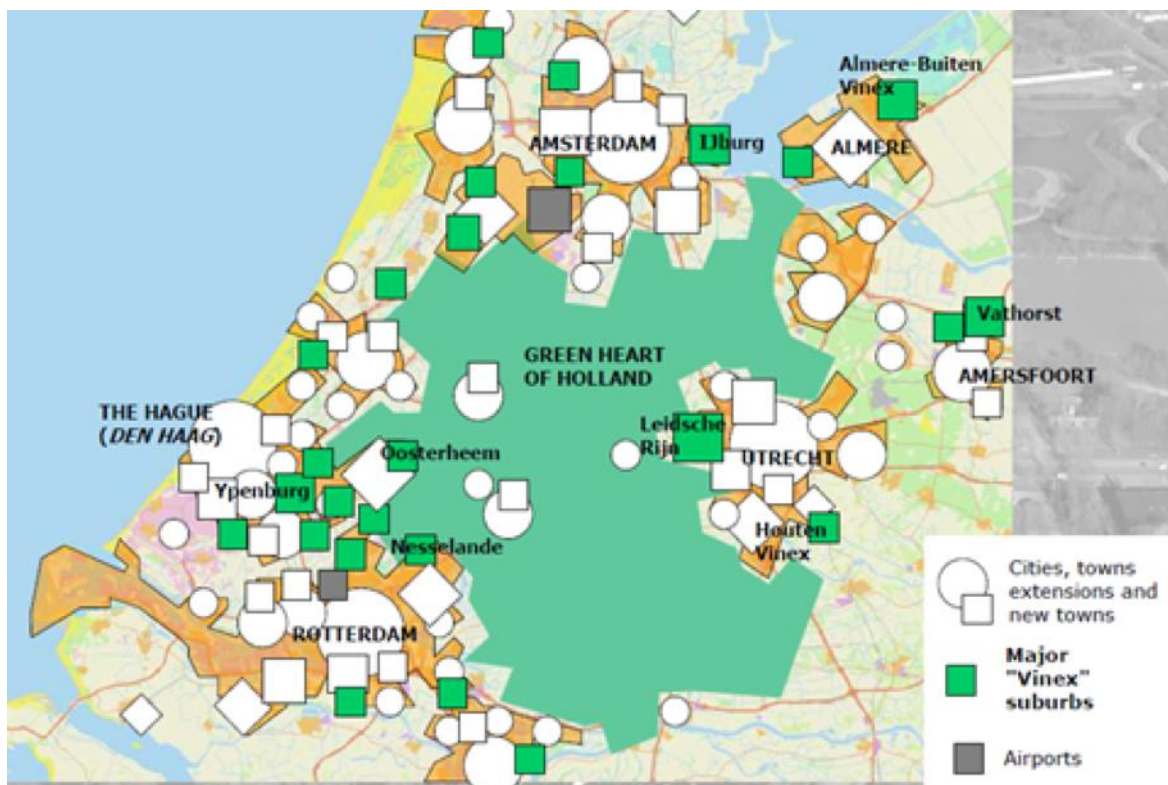 Almere-Buiten
Vinex
AMSTERDAM
IJburg
ALMERE
Vathorst
GREEN HEART
OF HOLLAND
AMERSFOORT
THE HAGUE
(DEN HAAG)
Leidsche
Rijn
Oosterheem
UTRECHT
Ypenburg
Houten
Vinex
Nesselande
ROTTERDAM
Cities, towns
extensions and
new towns
Major
"Vinex"
suburbs
Airports